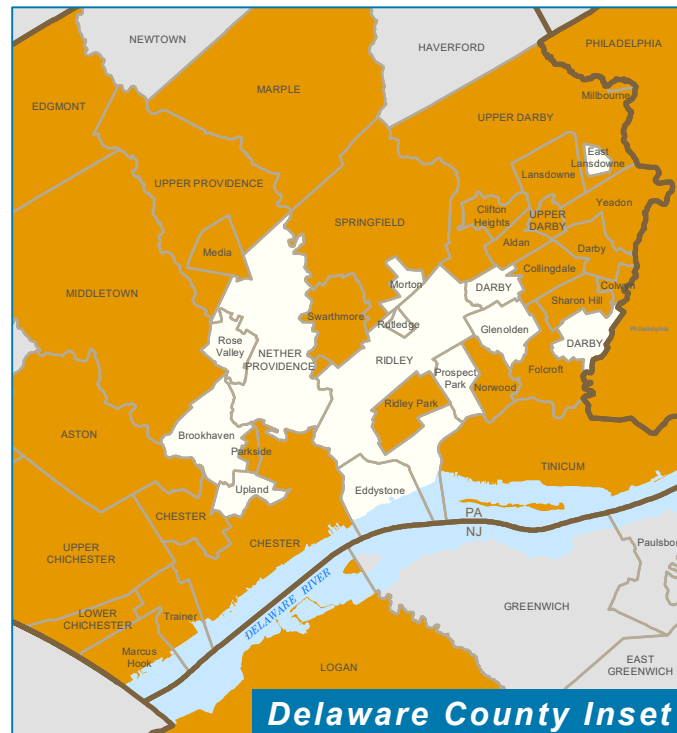 NEWTOWN
HAVERFORD
PHILADELPHIA
MARPLE
EDGMONT
Millbourne
UPPER DARBY
East
Lansdowne
Lansdowne
UPPER PROVIDENCE
Yeadon
Clifton
Heights
UPPER
DARBY
SPRINGFIELD
Media
Aldan
Darby
Collingdale
Colwyn
MIDDLETOWN
Morton
DARBY
Sharon Hill
Swarthmore
Rutledge
Glenolden
Philadelphia
Rose
Valley
NETHER
PROVIDENCE
RIDLEY
DARBY
Prospect
Park
Norwood
Folcroft
Ridley Park
ASTON
Brookhaven
Parkside
TINICUM
Upland
Eddystone
CHESTER
PA
NJ
CHESTER
UPPER
CHICHESTER
Paulsboro
DELAWARE RIVER
GREENWICH
LOWER
CHICHESTER
Trainer
Marcus
Hook
LOGAN
EAST
GREENWICH
Delaware County Inset